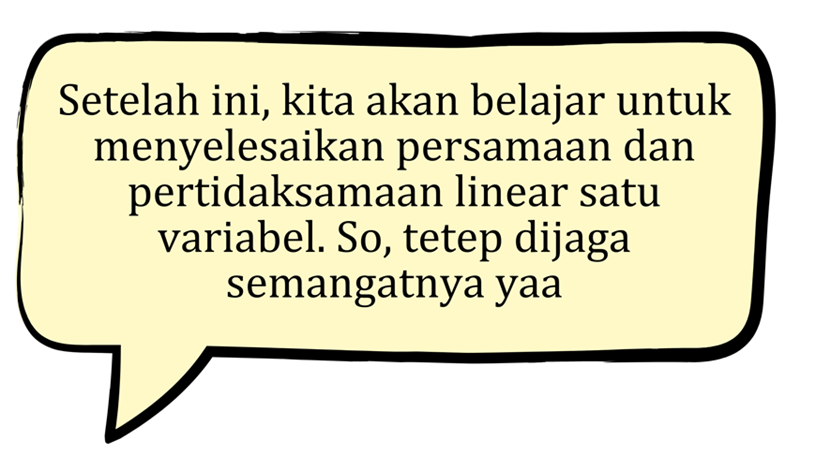 Setelah ini, kita akan belajar untuk
menyelesaikan persamaan dan
pertidaksamaan linear satu
variabel. So, tetep dijaga
semangatnya yaa